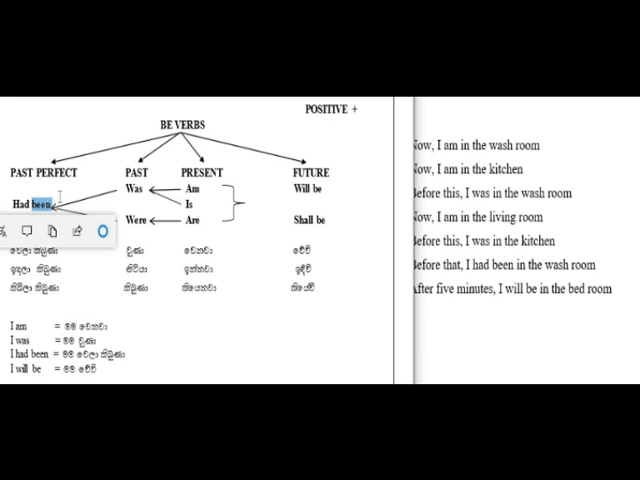 POSITIVE +
BE VERBS
PAST PERFECT PAST PRESENT FUTURE
Was Am Will be
Had been Is
Were Are Shall be
වෙලා තිබුණා වුණා වෙනවා වේවි
ඉඳලා තිබුණා සිටියා ඉන්නවා ඉඳීවි
තිබිලා තිබුණා තිබුණා තියෙනවා තියේවි
I am = මම වෙනවා
I was = මම වුණා
I had been = මම වෙලා තිබුණා
I will be = මම වේවි
Now, I am in the wash room
Now, I am in the kitchen
Before this, I was in the wash room
Now, I am in the living room
Before this, I was in the kitchen
Before that, I had been in the wash room
After five minutes, I will be in the bed room